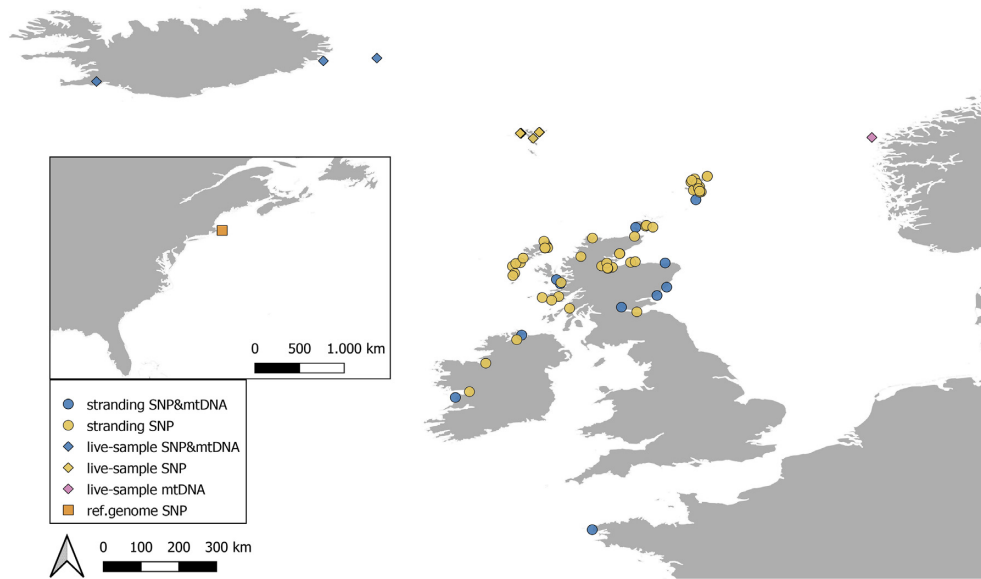 0 500 1.000 km
stranding SNP&mtDNA
stranding SNP
live-sample SNP&mtDNA
live-sample SNP
live-sample mtDNA
ref.genome SNP
0 100 200 300 km